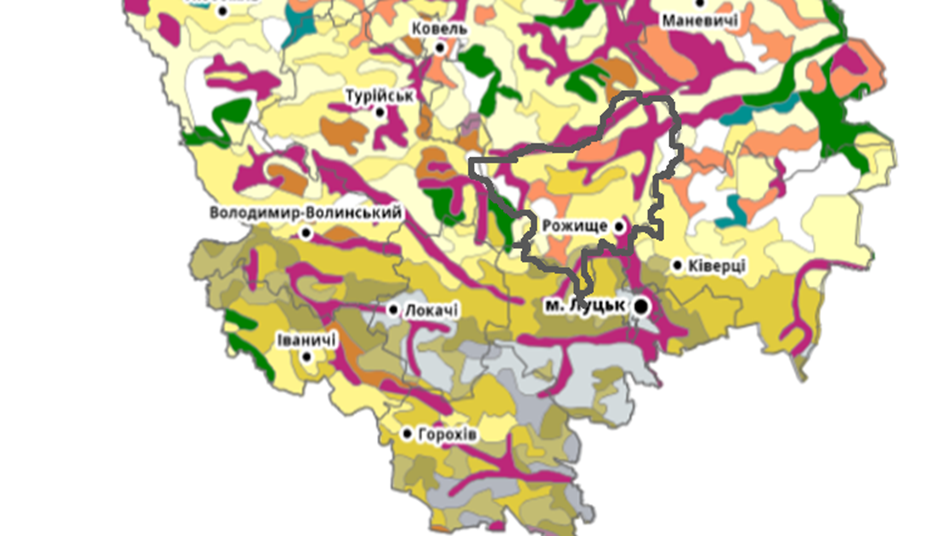 Маневичі
Ковель
Турійськ
Володимир-Волинський
Рожище
Ківерці
м. Луцьк
Локачі
Іваничі
Горохів